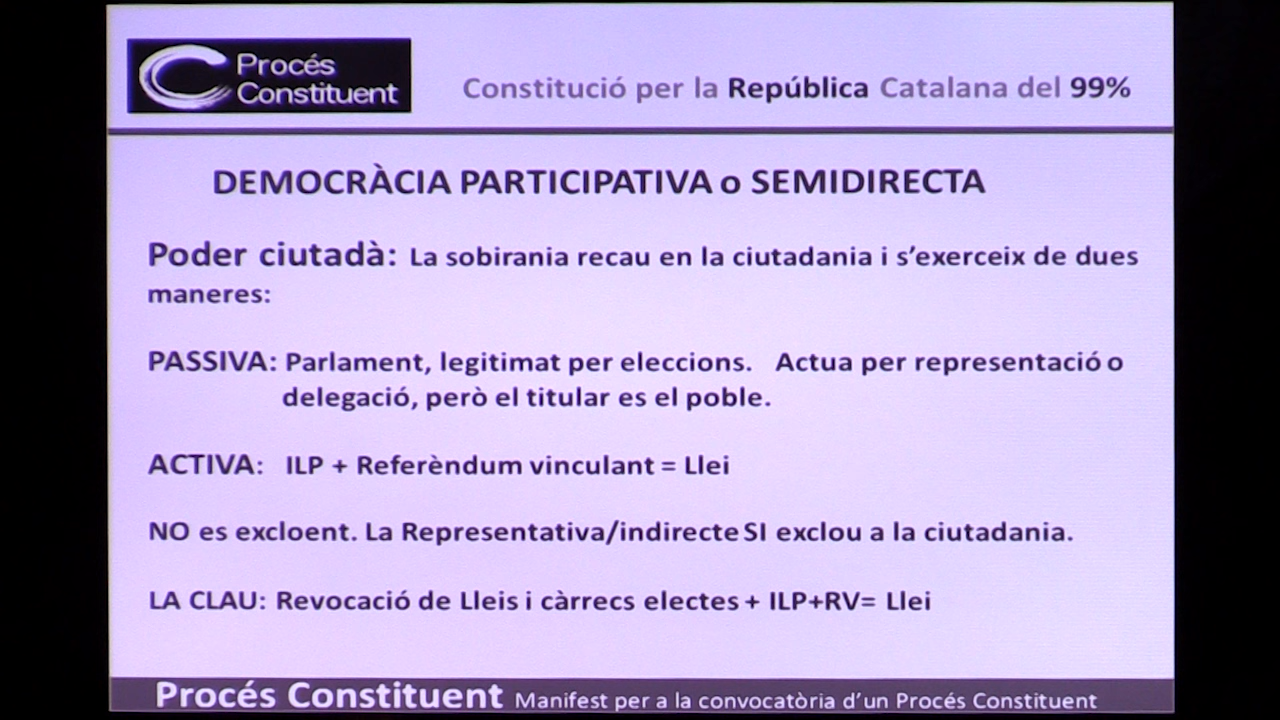 Procés
Constituent
Constitució per la República Catalana del 99%
DEMOCRÀCIA PARTICIPATIVA o SEMIDIRECTA
Poder ciutadà: La sobirania recau en la ciutadania i s’exerceix de dues
maneres:
PASSIVA: Parlament, legitimat per eleccions. Actua per representació o
delegació, però el titular es el poble.
ACTIVA: ILP + Referèndum vinculant = Llei
NO es excloent. La Representativa/indirecte SI exclou a la ciutadania.
LA CLAU: Revocació de Lleis i càrrecs electes + ILP+RV= Llei
Procés Constituent Manifest per a la convocatòria d’un Procés Constituent